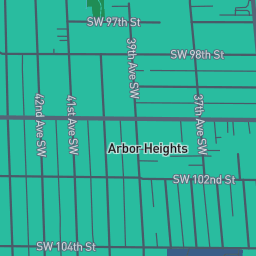 SW 97th St
39th Ave SW
SW 98th St
42nd Ave SW
41st Ave SW
37th Ave SW
Arbor Heights
SW 102nd St
SW 104th St